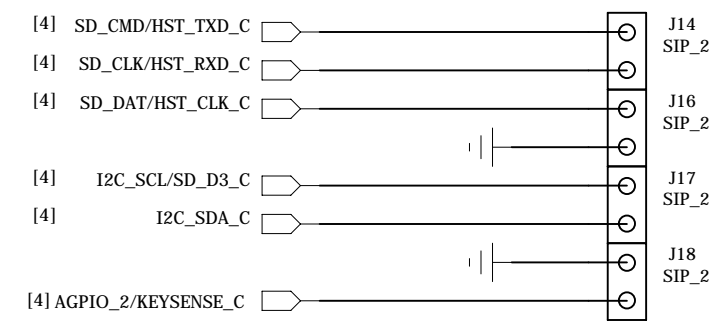 [4] SD_CMD/HST_TXD_C J14
SIP_2
[4] SD_CLK/HST_RXD_C
[4] SD_DAT/HST_CLK_C J16
SIP_2
[4] I2C_SCL/SD_D3_C J17
SIP_2
[4] I2C_SDA_C
J18
SIP_2
[4] AGPIO_2/KEYSENSE_C